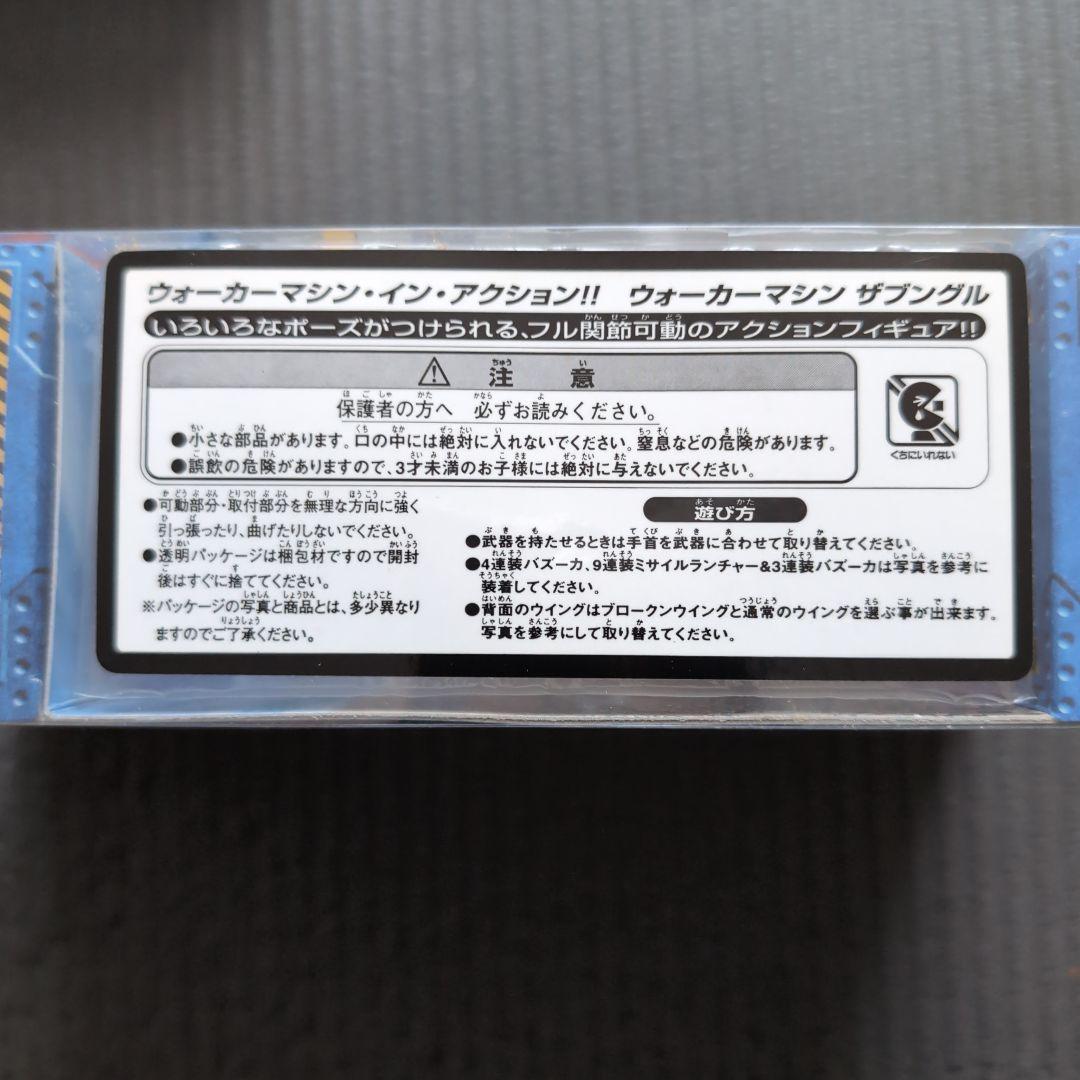 ウォーカーマシン・イン・アクション!! ウォーカーマシン ザブングル
いろいろなポーズがつけられる、フル関節可動のアクションフィギュア!!
注意
保護者の方へ 必ずお読みください。
●小さな部品があります。口の中には絶対に入れないでください。窒息などの危険があります。
●誤飲の危険がありますので、3才未満のお子様には絶対に与えないでください。
くちにいれない
●可動部分・取付部分を無理な方向に強く
引っ張ったり、曲げたりしないでください。
●透明パッケージは梱包材ですので開封
後はすぐに捨ててください。
※パッケージの写真と商品とは、多少異なり
ますのでご了承ください。
遊び方
●武器を持たせるときは手首を武器に合わせて取り替えてください。
●4連装バズーカ、9連装ミサイルランチャー&3連装バズーカは写真を参考に
装着してください。
●背面のウイングはブロークンウイングと通常のウイングを選ぶ事が出来ます。
写真を参考にして取り替えてください。